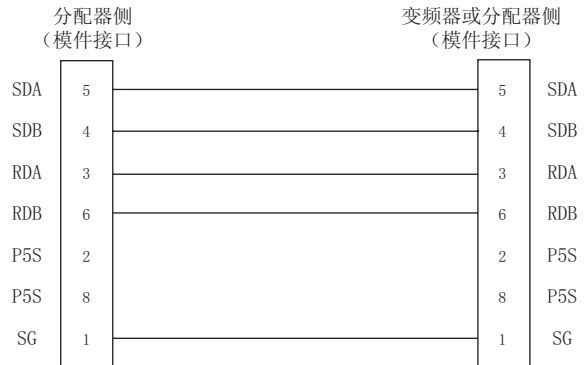 分配器侧 变频器或分配器侧
（模件接口） （模件接口）
SDA 5 5 SDA
SDB 4 4 SDB
RDA 3 3 RDA
RDB 6 6 RDB
P5S 2 2 P5S
P5S 8 8 P5S
SG 1 1 SG